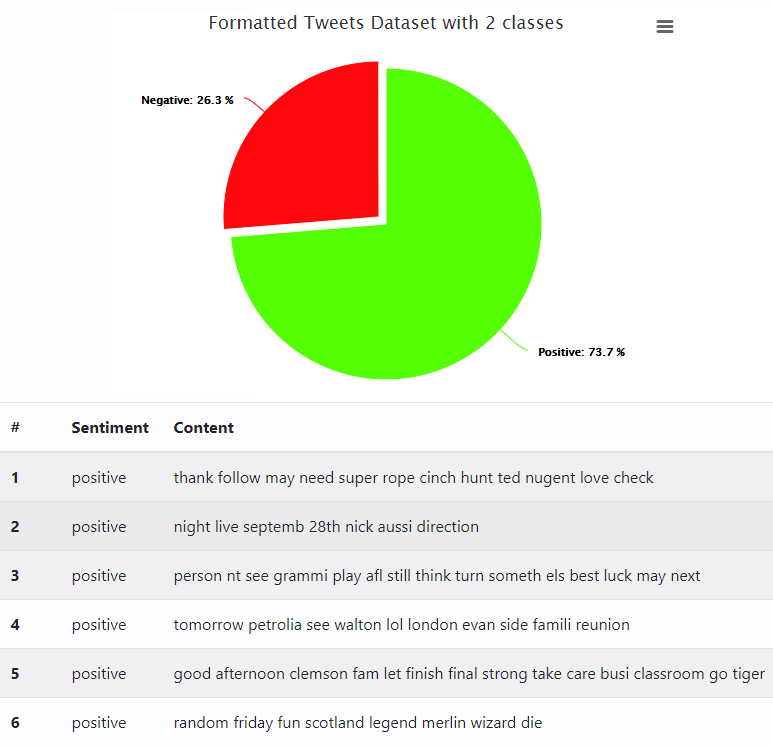 Formatted Tweets Dataset with 2 classes
Negative: 26.3 %
Positive: 73.7 %
# Sentiment Content
1 positive thank follow may need super rope cinch hunt ted nugent love check
2 positive night live septemb 28th nick aussi direction
3 positive person nt see grammi play afl still think turn someth els best luck may next
4 positive tomorrow petrolia see walton lol london evan side famili reunion
5 positive good afternoon clemson fam let finish final strong take care busi classroom go tiger
6 positive random friday fun scotland legend merlin wizard die